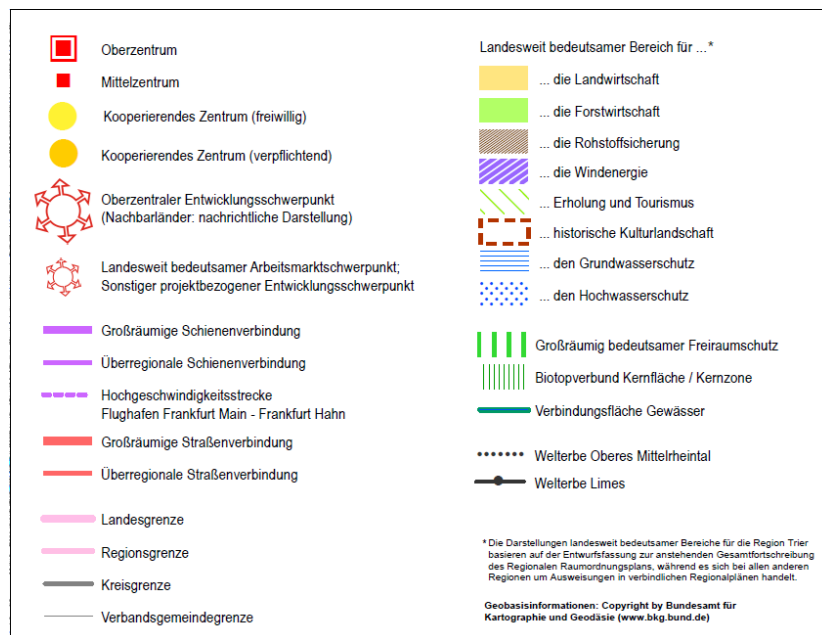 Oberzentrum
Mittelzentrum
Kooperierendes Zentrum (freiwillig)
Kooperierendes Zentrum (verpflichtend)
Oberzentraler Entwicklungsschwerpunkt
(Nachbarländer: nachrichtliche Darstellung)
Landesweit bedeutsamer Arbeitsmarktschwerpunkt;
Sonstiger projektbezogener Entwicklungsschwerpunkt
Großräumige Schienenverbindung
Überregionale Schienenverbindung
Hochgeschwindigkeitsstrecke
Flughafen Frankfurt Main - Frankfurt Hahn
Großräumige Straßenverbindung
Überregionale Straßenverbindung
Landesgrenze
Regionsgrenze
Kreisgrenze
Verbandsgemeindegrenze
Landesweit bedeutsamer Bereich für ...*
... die Landwirtschaft
... die Forstwirtschaft
... die Rohstoffsicherung
... die Windenergie
... Erholung und Tourismus
... historische Kulturlandschaft
... den Grundwasserschutz
... den Hochwasserschutz
Großräumig bedeutsamer Freiraumschutz
Biotopverbund Kernfläche / Kernzone
Verbindungsfläche Gewässer
Welterbe Oberes Mittelrheintal
Welterbe Limes
* Die Darstellungen landesweit bedeutsamer Bereiche für die Region Trier
basieren auf der Entwurfsfassung zur anstehenden Gesamtfortschreibung
des Regionalen Raumordnungsplans, während es sich bei allen anderen
Regionen um Ausweisungen in verbindlichen Regionalplänen handelt.
Geobasisinformationen: Copyright by Bundesamt für
Kartographie und Geodäsie (www.bkg.bund.de)